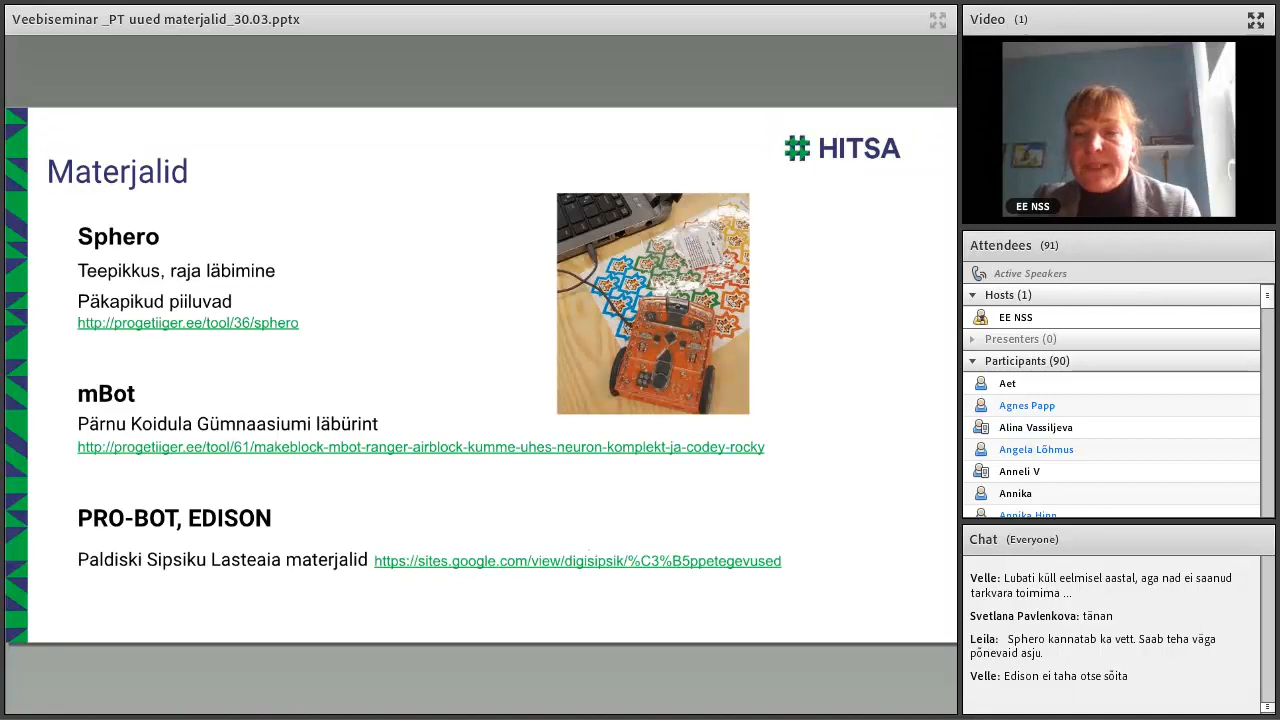 Veebiseminar _PT uued materjalid_30.03.pptx
HITSA
Materjalid
Sphero
Teepikkus, raja läbimine
Päkapikud piiluvad
http://progetiiger.ee/tool/36/sphero
mBot
Pärnu Koidula Gümnaasiumi läbürint
http://progetiiger.ee/tool/61/makeblock-mbot-ranger-airblock-kumme-uhes-neuron-komplekt-ja-codey-rocky
PRO-BOT, EDISON
Paldiski Sipsiku Lasteaia materjalid https://sites.google.com/view/digisipsik/%C3%B5ppetegevused
Video (1)
EE NSS
Attendees (91)
Active Speakers
Hosts (1)
EE NSS
Presenters (0)
Participants (90)
Aet
Agnes Papp
Alina Vassiljeva
Angela Lõhmus
Anneli V
Annika
Annika Hinn
Chat (Everyone)
Velle: Lubati küll eelmisel aastal, aga nad ei saanud
tarkvara toimima ...
Svetlana Pavlenkova: tänan
Leila: Sphero kannatab ka vett. Saab teha väga
põnevaid asju.
Velle: Edison ei taha otse sõita